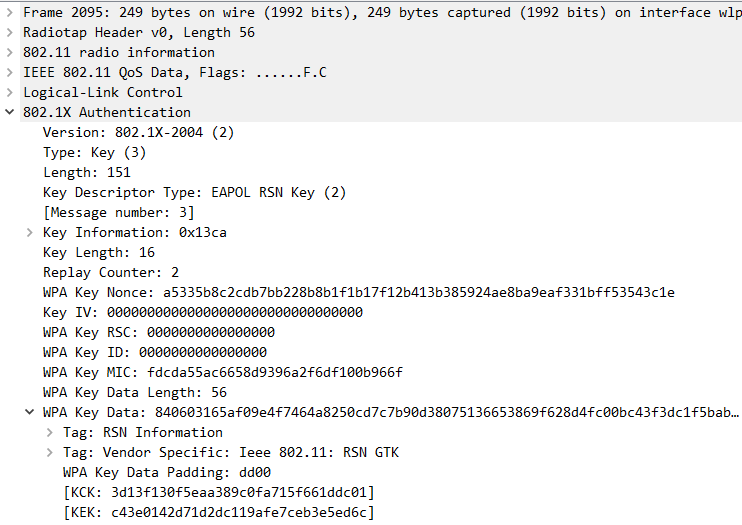 Frame 2095: 249 bytes on wire (1992 bits), 249 bytes captured (1992 bits) on interface wlp
Radiotap Header v0, Length 56
802.11 radio information
IEEE 802.11 QoS Data, Flags: ......F.C
Logical-Link Control
802.1X Authentication
Version: 802.1X-2004 (2)
Type: Key (3)
Length: 151
Key Descriptor Type: EAPOL RSN Key (2)
[Message number: 3]
Key Information: 0x13ca
Key Length: 16
Replay Counter: 2
WPA Key Nonce: a5335b8c2cdb7bb228b8b1f1b17f12b413b385924ae8ba9eaf331bff53543c1e
Key IV: 00000000000000000000000000000000
WPA Key RSC: 0000000000000000
WPA Key ID: 0000000000000000
WPA Key MIC: fdcda55ac6658d9396a2f6df100b966f
WPA Key Data Length: 56
WPA Key Data: 840603165af09e4f7464a8250cd7c7b90d38075136653869f628d4fc00bc43f3dc1f5bab…
Tag: RSN Information
Tag: Vendor Specific: Ieee 802.11: RSN GTK
WPA Key Data Padding: dd00
[KCK: 3d13f130f5eaa389c0fa715f661ddc01]
[KEK: c43e0142d71d2dc119afe7ceb3e5ed6c]